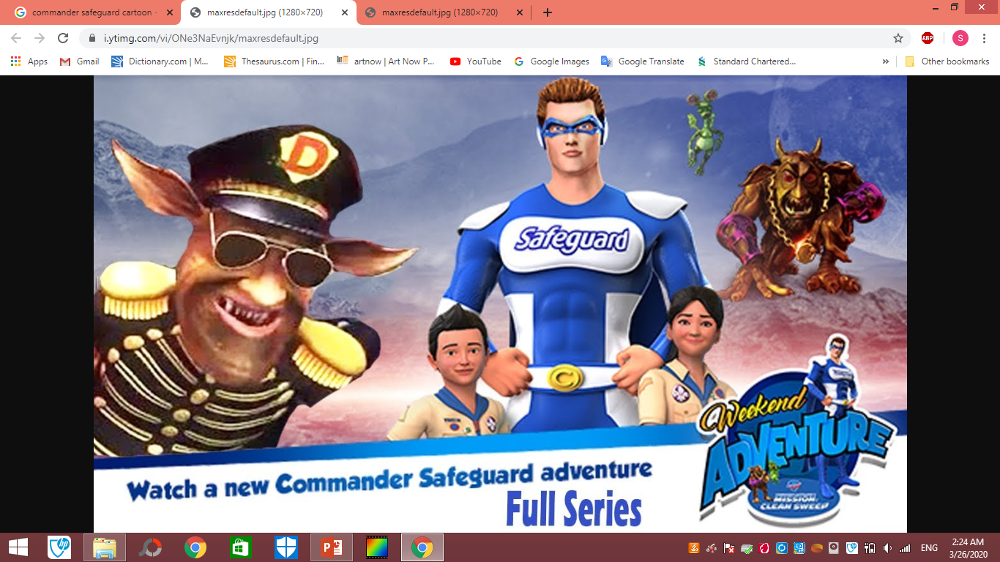 commander safeguard cartoon -
maxresdefault.jpg (1280×720)
maxresdefault.jpg (1280×720)
i.ytimg.com/vi/ONe3NaEvnjk/maxresdefault.jpg
ABP
S
Apps
Gmail
Dictionary.com | M...
Thesaurus.com | Fin...
artnow | Art Now P...
YouTube
Google Images
Google Translate
Standard Chartered...
»
Other bookmarks
D
Safeguard
C
Weekend
ADVENTURE
MISSION:
CLEAN SWEEP
Watch a new Commander Safeguard adventure
Full Series
hp
P
ENG
2:24 AM
3/26/2020